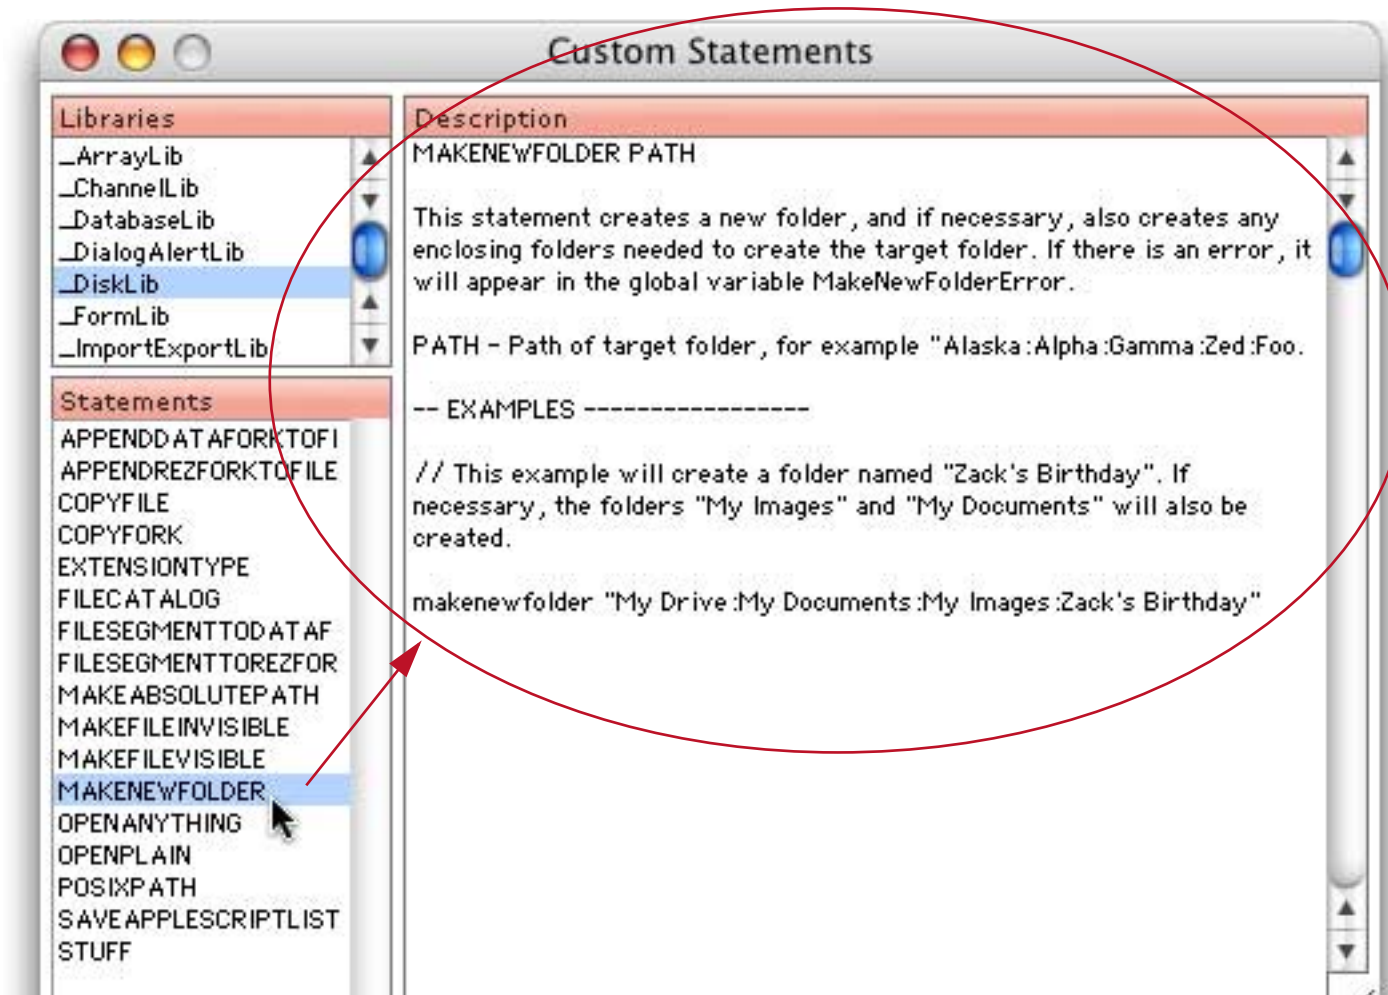 Custom Statements
Libraries
_ArrayLib
_ChannelLib
_DatabaseLib
_DialogAlertLib
_DiskLib
_FormLib
_ImportExportLib
Statements
APPENDDATAFORKTOFI
APPENDREZFORKTOFILE
COPYFILE
COPYFORK
EXTENSIONTYPE
FILECATALOG
FILESEGMENTTODATAF
FILESEGMENTTOREZFOR
MAKEABSOLUTEPATH
MAKEFILEINVISIBLE
MAKEFILEVISIBLE
MAKENEWFOLDER
OPENANYTHING
OPENPLAIN
POSIXPATH
SAVEAPPLESCRIPTLIST
STUFF
Description
MAKENEWFOLDER PATH
This statement creates a new folder, and if necessary, also creates any
enclosing folders needed to create the target folder. If there is an error, it
will appear in the global variable MakeNewFolderError.
PATH - Path of target folder, for example "Alaska:Alpha:Gamma:Zed:Foo.
-- EXAMPLES -----------------
// This example will create a folder named "Zack's Birthday". If
necessary, the folders "My Images" and "My Documents" will also be
created.
makenewfolder "My Drive:My Documents:My Images:Zack's Birthday"